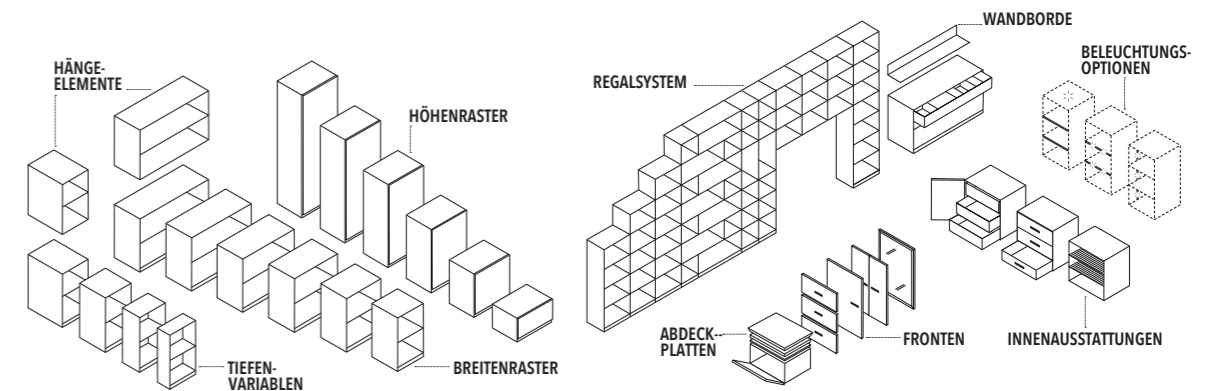 HÄNGE-
ELEMENTE
HÖHENRASTER
TIEFEN-
VARIABLEN
BREITENRASTER
REGALSYSTEM
WANDBORDE
BELEUCHTUNGS-
OPTIONEN
ABDECK--
PLATTEN
FRONTEN
INNENAUSSTATTUNGEN